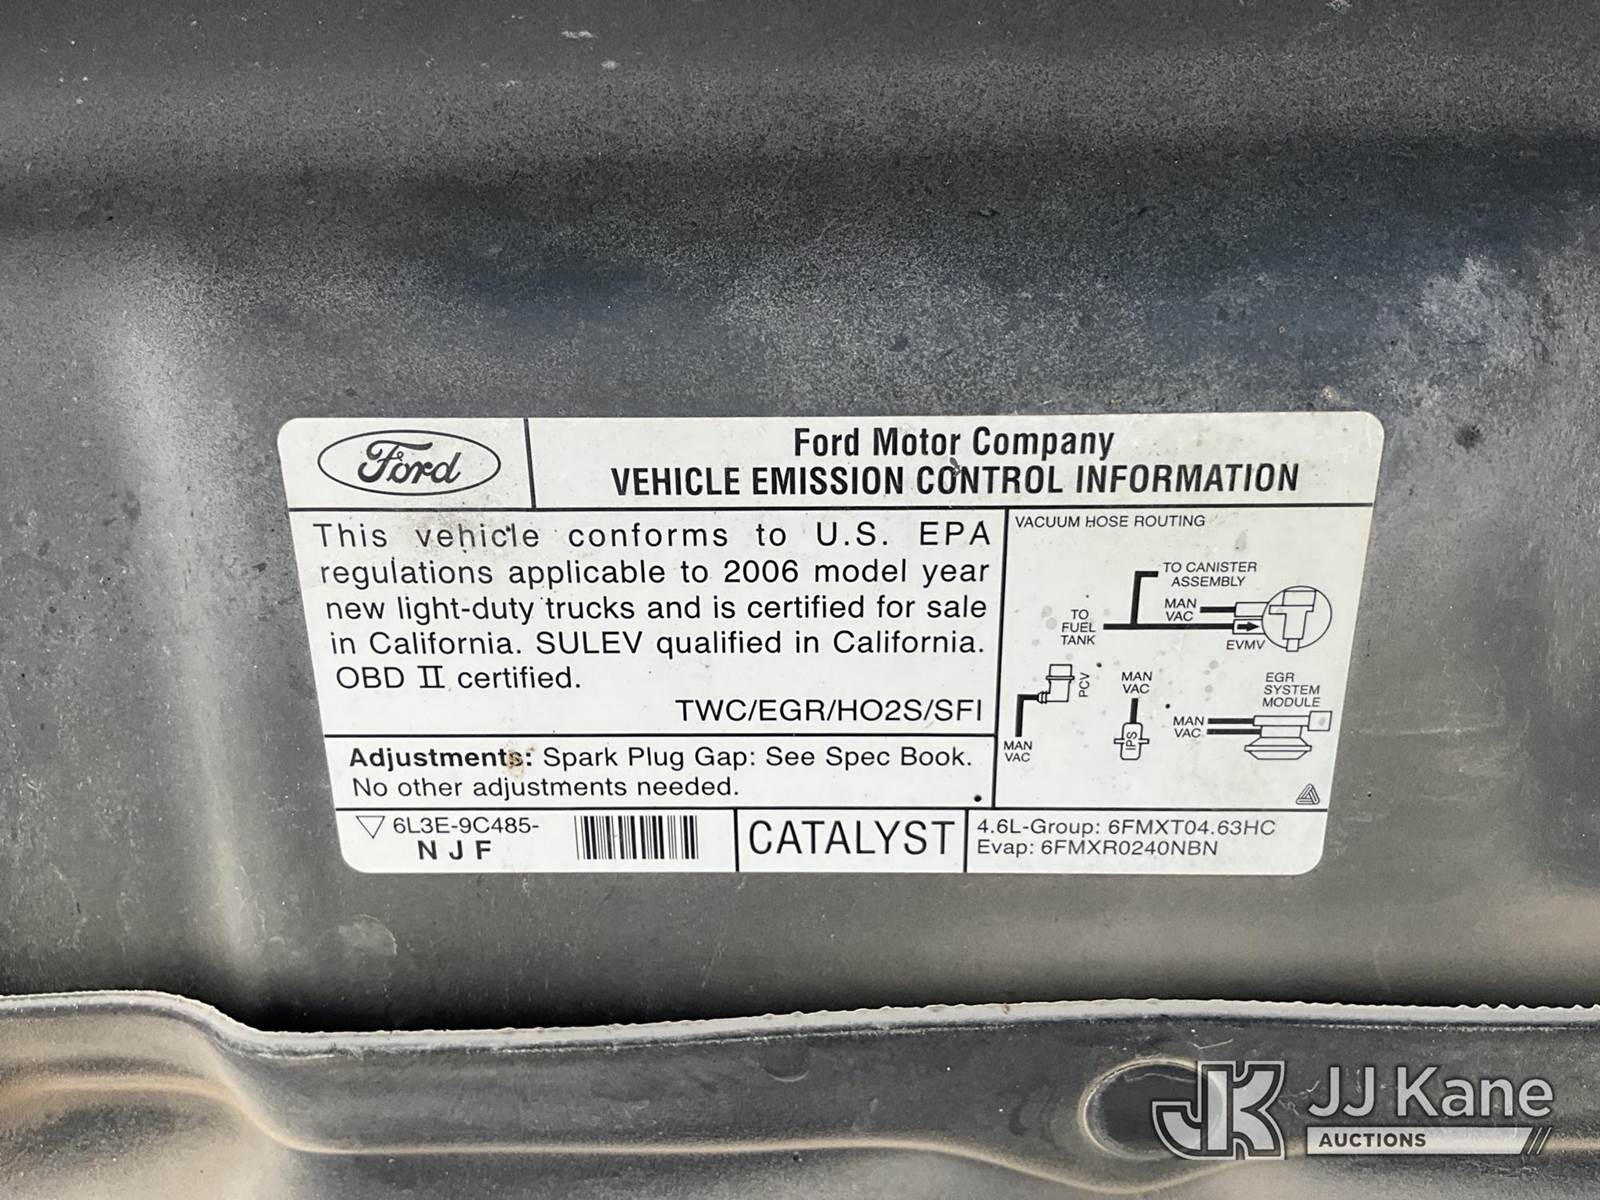 Ford
Ford Motor Company
VEHICLE EMISSION CONTROL INFORMATION
This vehicle conforms to U.S. EPA
regulations applicable to 2006 model year
new light-duty trucks and is certified for sale
in California. SULEV qualified in California.
OBD II certified.
TWC/EGR/HO2S/SFI
Adjustments: Spark Plug Gap: See Spec Book.
No other adjustments needed.
VACUUM HOSE ROUTING
TO CANISTER
ASSEMBLY
MAN
VAC
TO
FUEL
TANK
EVMV
PCV
MAN
VAC
MAN
VAC
IPS
EGR
SYSTEM
MODULE
MAN
VAC
6L3E-9C485-
N J F
CATALYST
4.6L-Group: 6FMXT04.63HC
Evap: 6FMXR0240NBN
JK JJ Kane
AUCTIONS